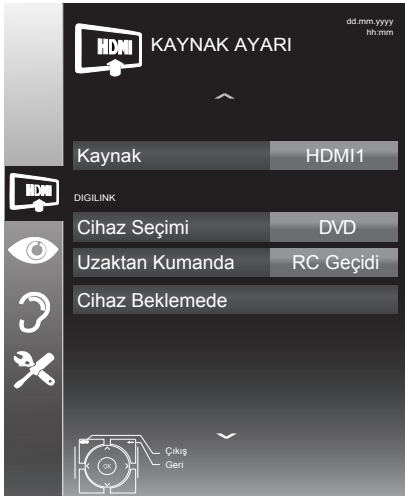 dd.mm.yyyy
hh:mm
HDMI
KAYNAK AYARI
Kaynak HDMI1
HDMI
DIGILINK
Cihaz Seçimi DVD
Uzaktan Kumanda RC Geçidi
Cihaz Beklemede
Çıkış
Geri
OK